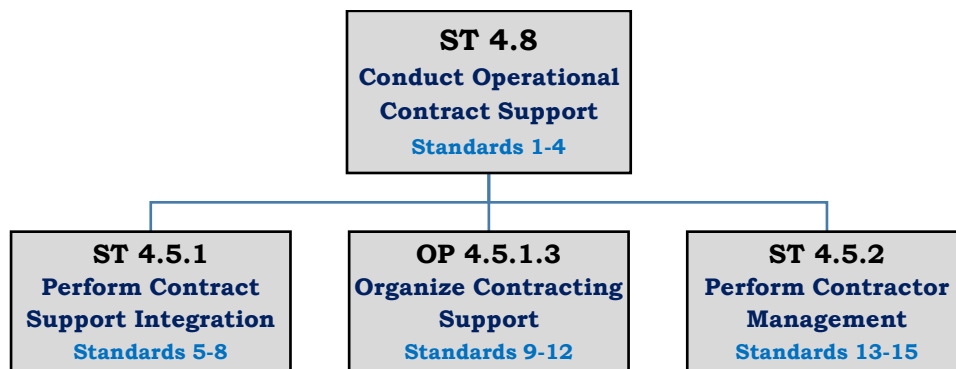 ST 4.8
Conduct Operational
Contract Support
Standards 1-4
ST 4.5.1
Perform Contract
Support Integration
Standards 5-8
OP 4.5.1.3
Organize Contracting
Support
Standards 9-12
ST 4.5.2
Perform Contractor
Management
Standards 13-15